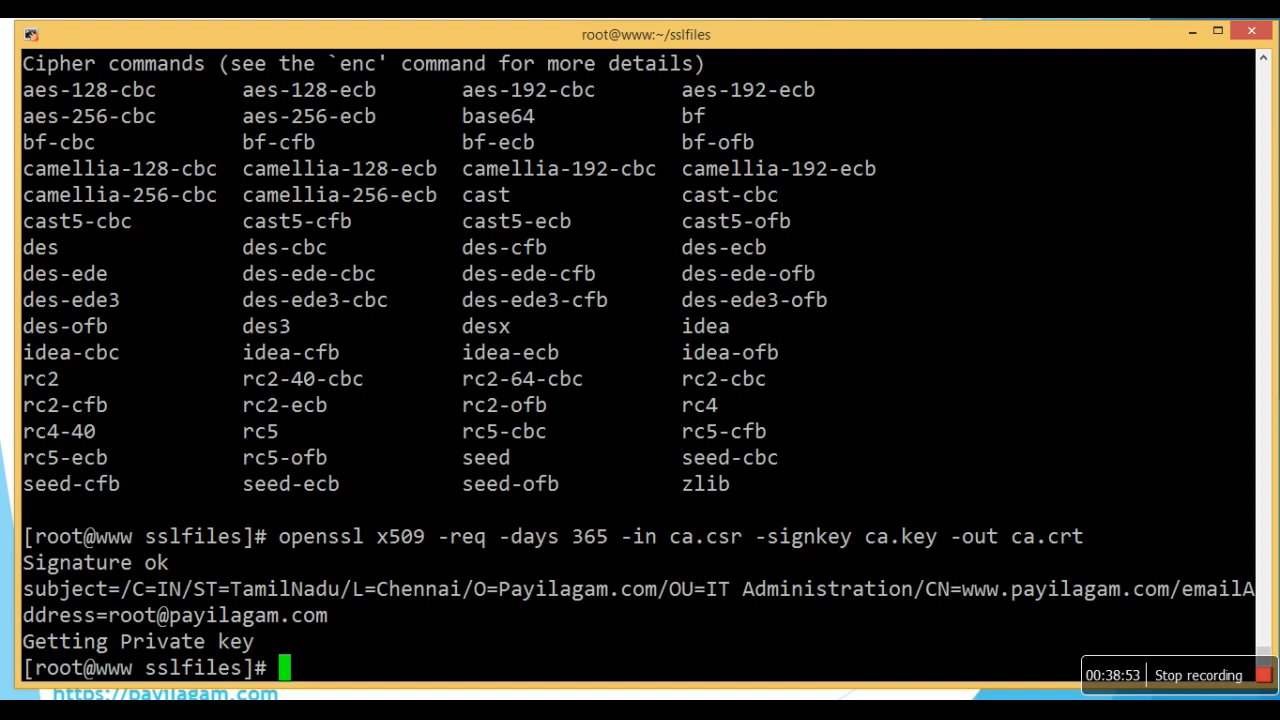 root@www:~/sslfiles
Cipher commands (see the `enc' command for more details)
aes-128-cbc aes-128-ecb aes-192-cbc aes-192-ecb
aes-256-cbc aes-256-ecb base64 bf
bf-cbc bf-cfb bf-ecb bf-ofb
camellia-128-cbc camellia-128-ecb camellia-192-cbc camellia-192-ecb
camellia-256-cbc camellia-256-ecb cast cast-cbc
cast5-cbc cast5-cfb cast5-ecb cast5-ofb
des des-cbc des-cfb des-ecb
des-ede des-ede-cbc des-ede-cfb des-ede-ofb
des-ede3 des-ede3-cbc des-ede3-cfb des-ede3-ofb
des-ofb des3 desx idea
idea-cbc idea-cfb idea-ecb idea-ofb
rc2 rc2-40-cbc rc2-64-cbc rc2-cbc
rc2-cfb rc2-ecb rc2-ofb rc4
rc4-40 rc5 rc5-cbc rc5-cfb
rc5-ecb rc5-ofb seed seed-cbc
seed-cfb seed-ecb seed-ofb zlib
[root@www sslfiles]# openssl x509 -req -days 365 -in ca.csr -signkey ca.key -out ca.crt
Signature ok
subject=/C=IN/ST=TamilNadu/L=Chennai/O=Payilagam.com/OU=IT Administration/CN=www.payilagam.com/emailA
ddress=root@payilagam.com
Getting Private key
[root@www sslfiles]#
00:38:53 Stop recording
https://payilagam.com